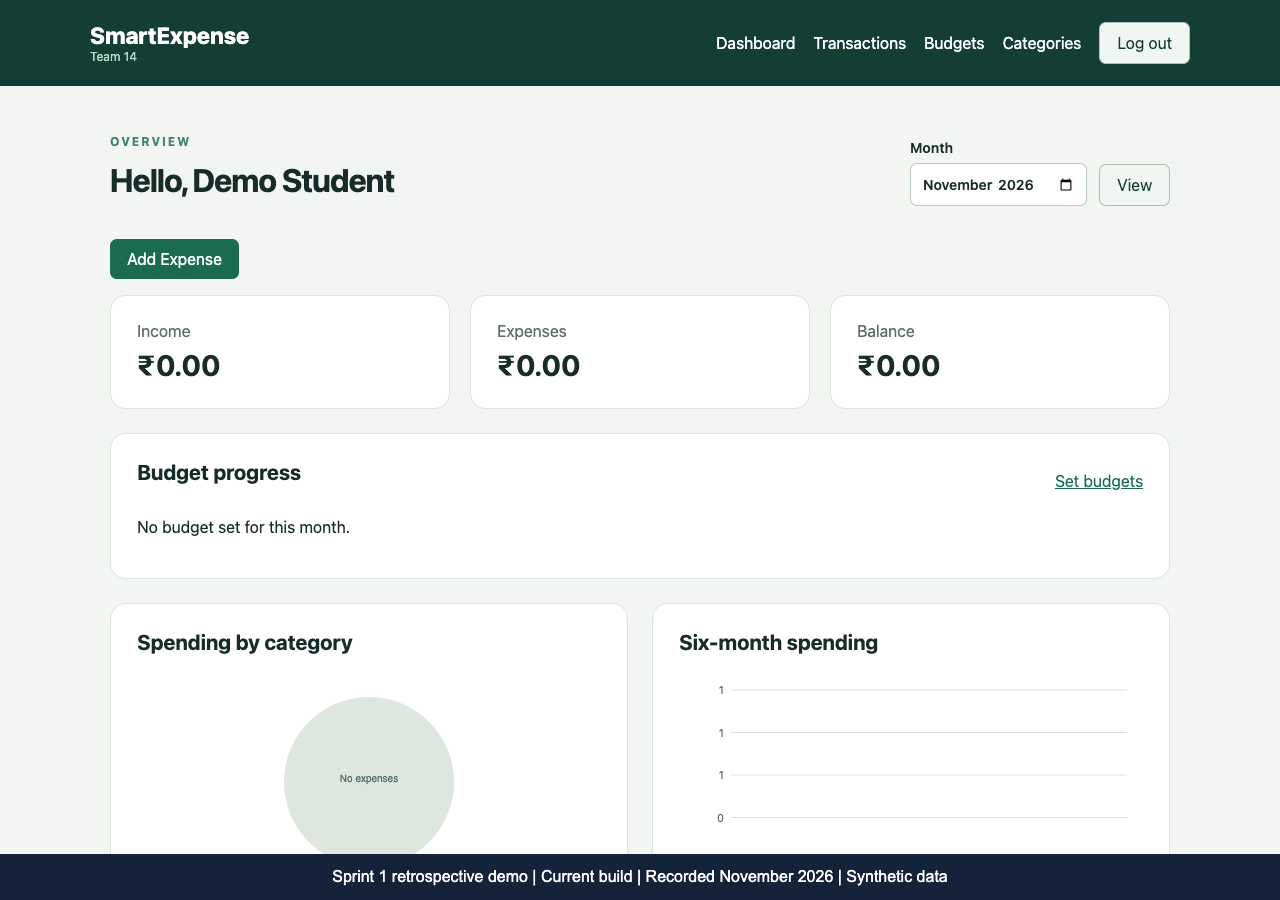 SmartExpense
Team 14
Dashboard Transactions Budgets Categories Log out
OVERVIEW
Hello, Demo Student
Month
November 2026 View
Add Expense
Income
₹0.00
Expenses
₹0.00
Balance
₹0.00
Budget progress
Set budgets
No budget set for this month.
Spending by category
No expenses
Six-month spending
1
1
1
0
Sprint 1 retrospective demo | Current build | Recorded November 2026 | Synthetic data